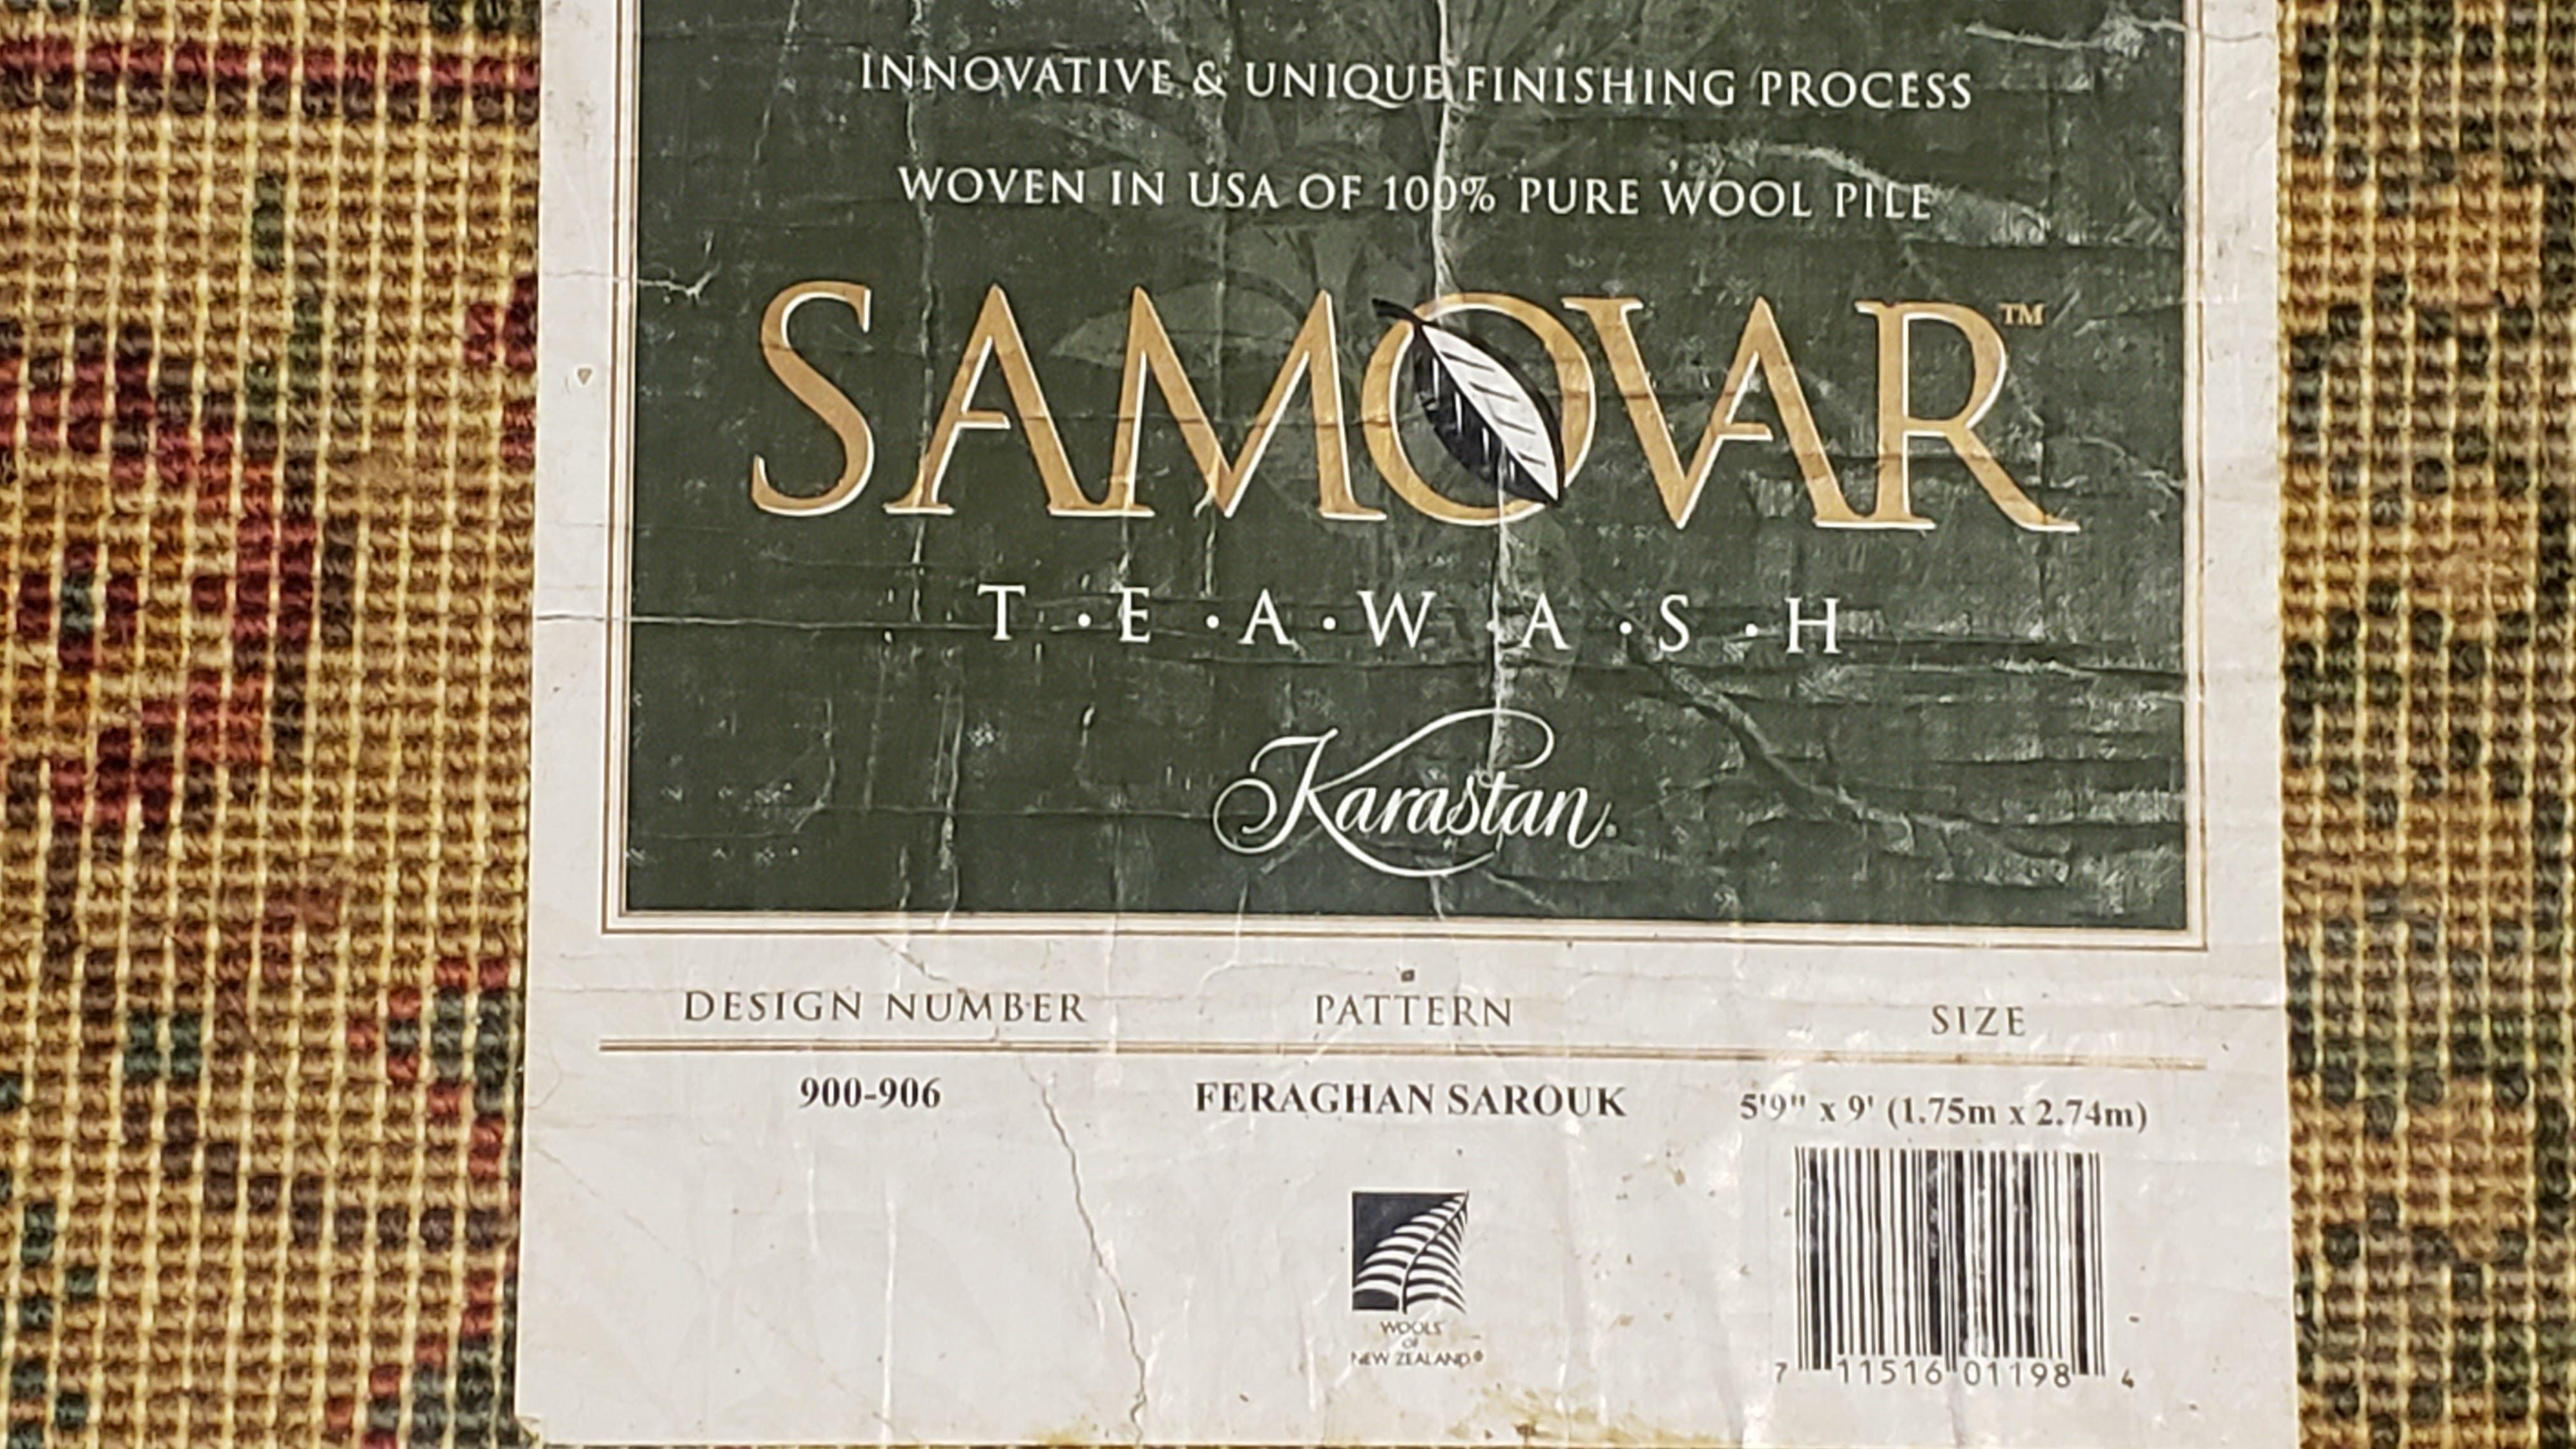 INNOVATIVE & UNIQUE FINISHING PROCESS
WOVEN IN USA OF 100% PURE WOOL PILE
SAMOVAR™
T·E·A·W·A·S·H
Karastan®
DESIGN NUMBER PATTERN SIZE
900-906 FERAGHAN SAROUK 5'9" x 9' (1.75m x 2.74m)
WOOLS
of
NEW ZEALAND®
7 11516 01198 4